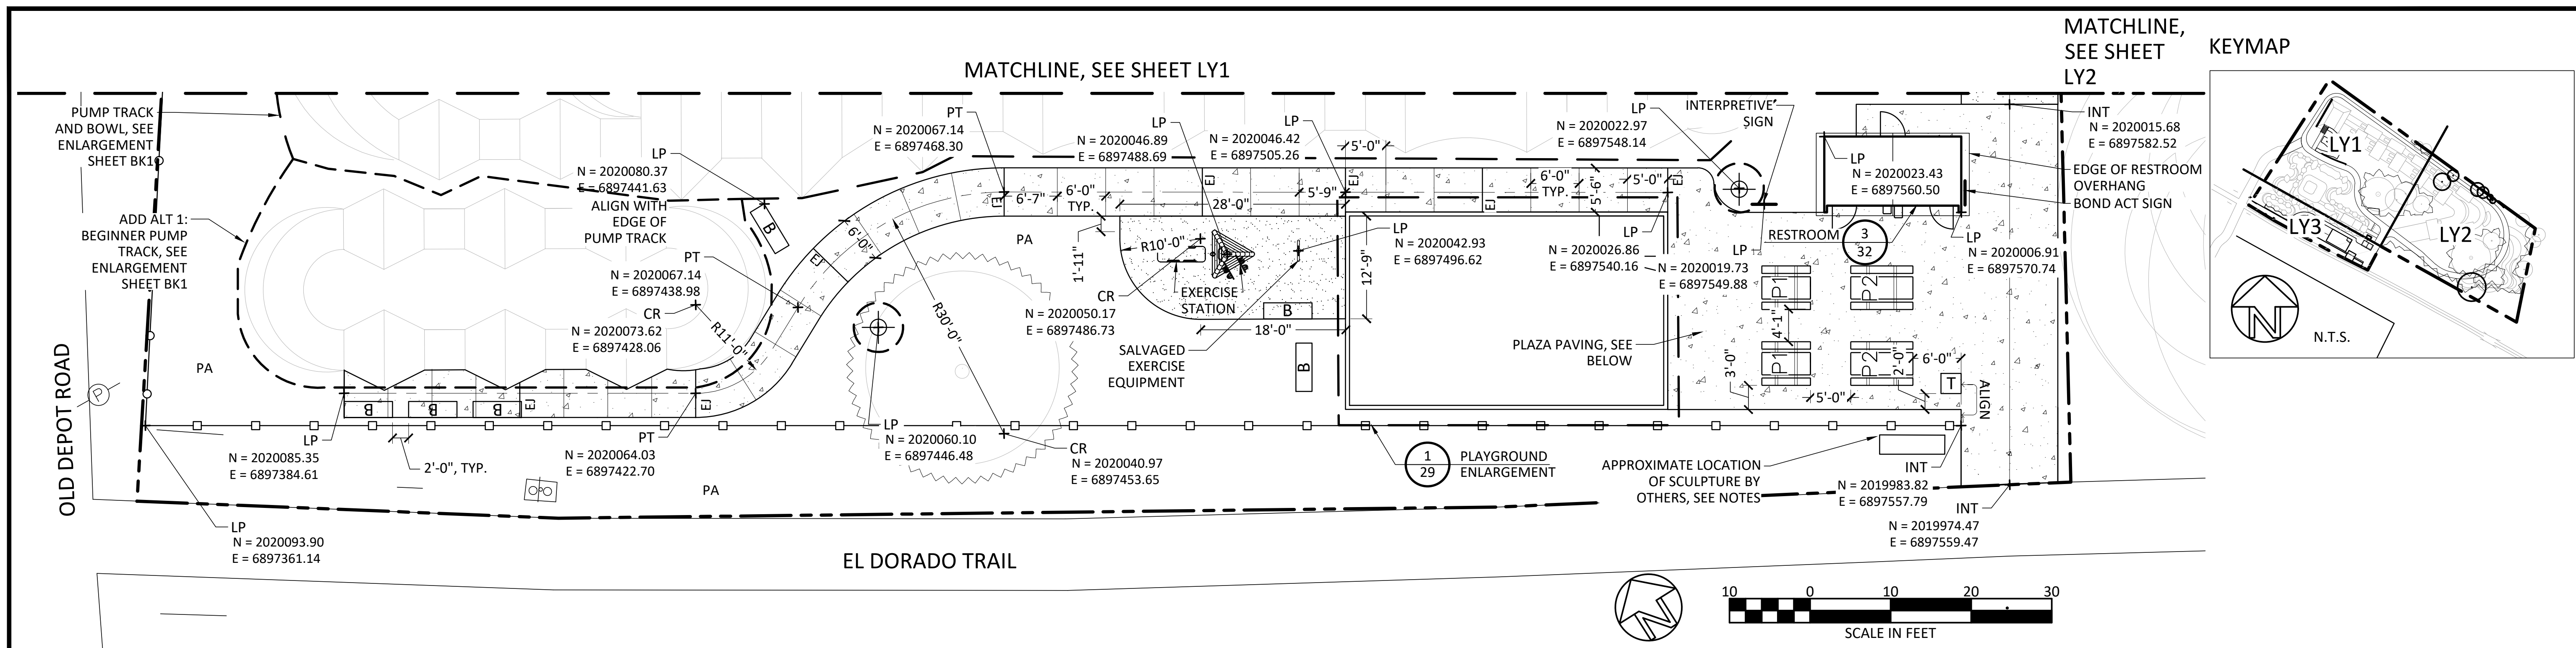 MATCHLINE, SEE SHEET LY1
MATCHLINE,
SEE SHEET
LY2
KEYMAP
LY1
LY2
LY3
N
N.T.S.
PUMP TRACK
AND BOWL, SEE
ENLARGEMENT
SHEET BK1
ADD ALT 1:
BEGINNER PUMP
TRACK, SEE
ENLARGEMENT
SHEET BK1
PA
OLD DEPOT ROAD
P
LP
N = 2020080.37
E = 6897441.63
ALIGN WITH
EDGE OF
PUMP TRACK
B
PT
N = 2020067.14
E = 6897438.98
CR
N = 2020073.62
E = 6897428.06
R11'-0"
6'-0"
EJ
PT
N = 2020067.14
E = 6897468.30
EJ
6'-7"
6'-0"
TYP.
LP
N = 2020046.89
E = 6897488.69
EJ
28'-0"
5'-9"
LP
N = 2020046.42
E = 6897505.26
EJ
5'-0"
PA
R30'-0"
1'-11"
R10'-0"
CR
N = 2020050.17
E = 6897486.73
EXERCISE
STATION
B
18'-0"
12'-9"
SALVAGED
EXERCISE
EQUIPMENT
B
LP
N = 2020042.93
E = 6897496.62
EJ
6'-0"
TYP.
5'-6"
5'-0"
EJ
LP
N = 2020022.97
E = 6897548.14
INTERPRETIVE
SIGN
LP
N = 2020026.86
E = 6897540.16
LP
N = 2020019.73
E = 6897549.88
LP
N = 2020023.43
E = 6897560.50
RESTROOM
3
32
LP
N = 2020006.91
E = 6897570.74
INT
N = 2020015.68
E = 6897582.52
EDGE OF RESTROOM
OVERHANG
BOND ACT SIGN
PLAZA PAVING, SEE
BELOW
P1
P2
4'-1"
P1
P2
3'-0"
2'-0"
6'-0"
5'-0"
T
ALIGN
B
B
B
EJ
EJ
LP
N = 2020085.35
E = 6897384.61
2'-0", TYP.
PT
N = 2020064.03
E = 6897422.70
LP
N = 2020060.10
E = 6897446.48
CR
N = 2020040.97
E = 6897453.65
PA
1
29
PLAYGROUND
ENLARGEMENT
APPROXIMATE LOCATION
OF SCULPTURE BY
OTHERS, SEE NOTES
INT
N = 2019983.82
E = 6897557.79
INT
N = 2019974.47
E = 6897559.47
LP
N = 2020093.90
E = 6897361.14
EL DORADO TRAIL
N
10 0 10 20 30
SCALE IN FEET